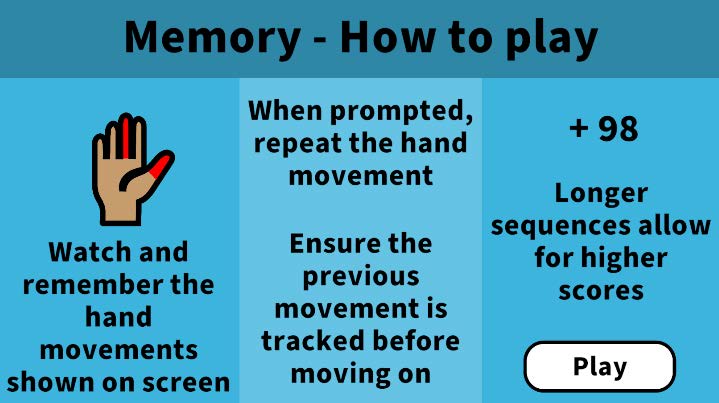 Memory - How to play
Watch and
remember the
hand
movements
shown on screen
When prompted,
repeat the hand
movement
Ensure the
previous
movement is
tracked before
moving on
+ 98
Longer
sequences allow
for higher
scores
Play